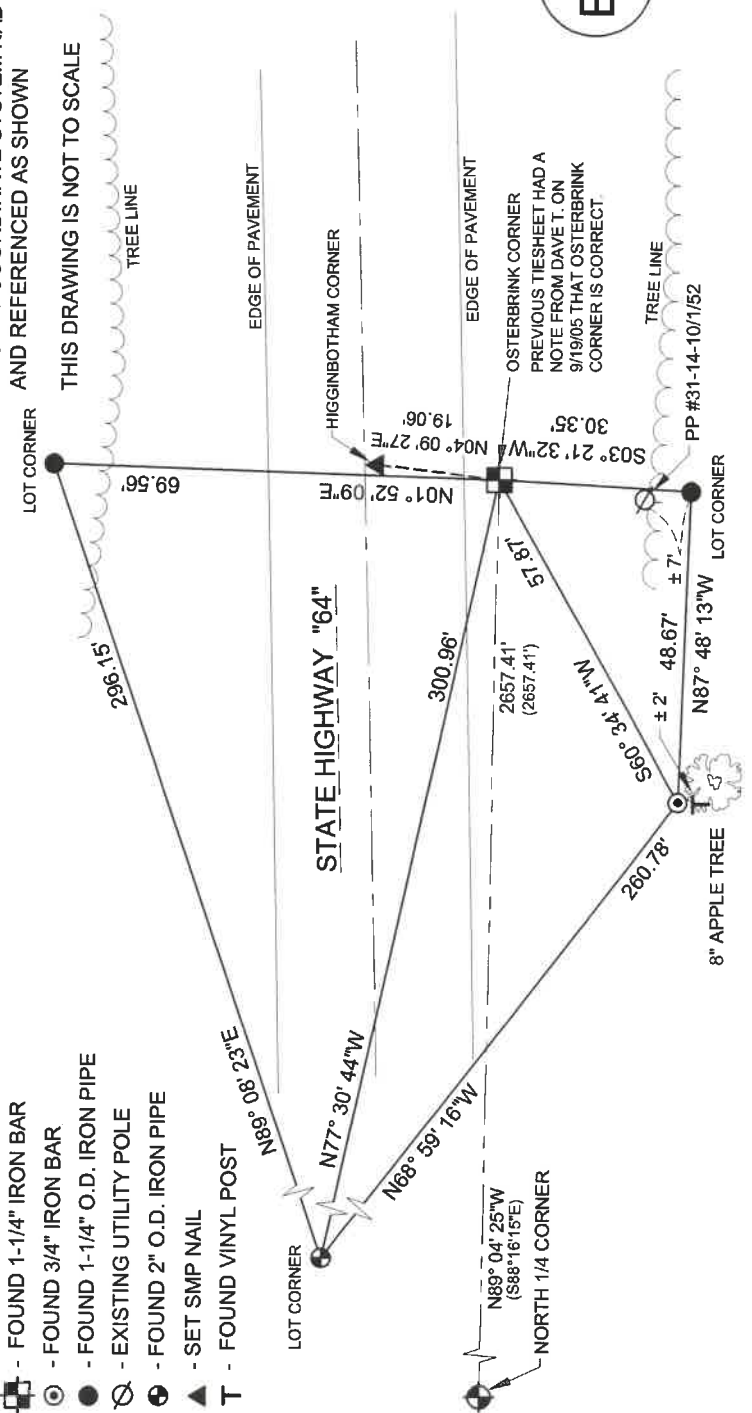 - FOUND 1-1/4" IRON BAR
- FOUND 3/4" IRON BAR
- FOUND 1-1/4" O.D. IRON PIPE
- EXISTING UTILITY POLE
- FOUND 2" O.D. IRON PIPE
- SET SMP NAIL
T - FOUND VINYL POST
AND REFERENCED AS SHOWN
THIS DRAWING IS NOT TO SCALE
LOT CORNER
TREE LINE
EDGE OF PAVEMENT
HIGGINBOTHAM CORNER
296.15'
69.56'
N01° 52' 09"E
N04° 09' 27"E
19.06'
STATE HIGHWAY "64"
N89° 08' 23"E
LOT CORNER
N77° 30' 44"W
300.96'
EDGE OF PAVEMENT
OSTERBRINK CORNER
PREVIOUS TIESHEET HAD A
NOTE FROM DAVE T. ON
9/19/05 THAT OSTERBRINK
CORNER IS CORRECT.
S03° 21' 32"W
30.35'
57.87'
S60° 34' 41"W
2657.41'
(2657.41')
N89° 04' 25"W
(S88°16'15"E)
NORTH 1/4 CORNER
N68° 59' 16"W
260.78'
TREE LINE
PP #31-14-10/1/52
± 7'
± 2'
48.67'
N87° 48' 13"W
LOT CORNER
8" APPLE TREE